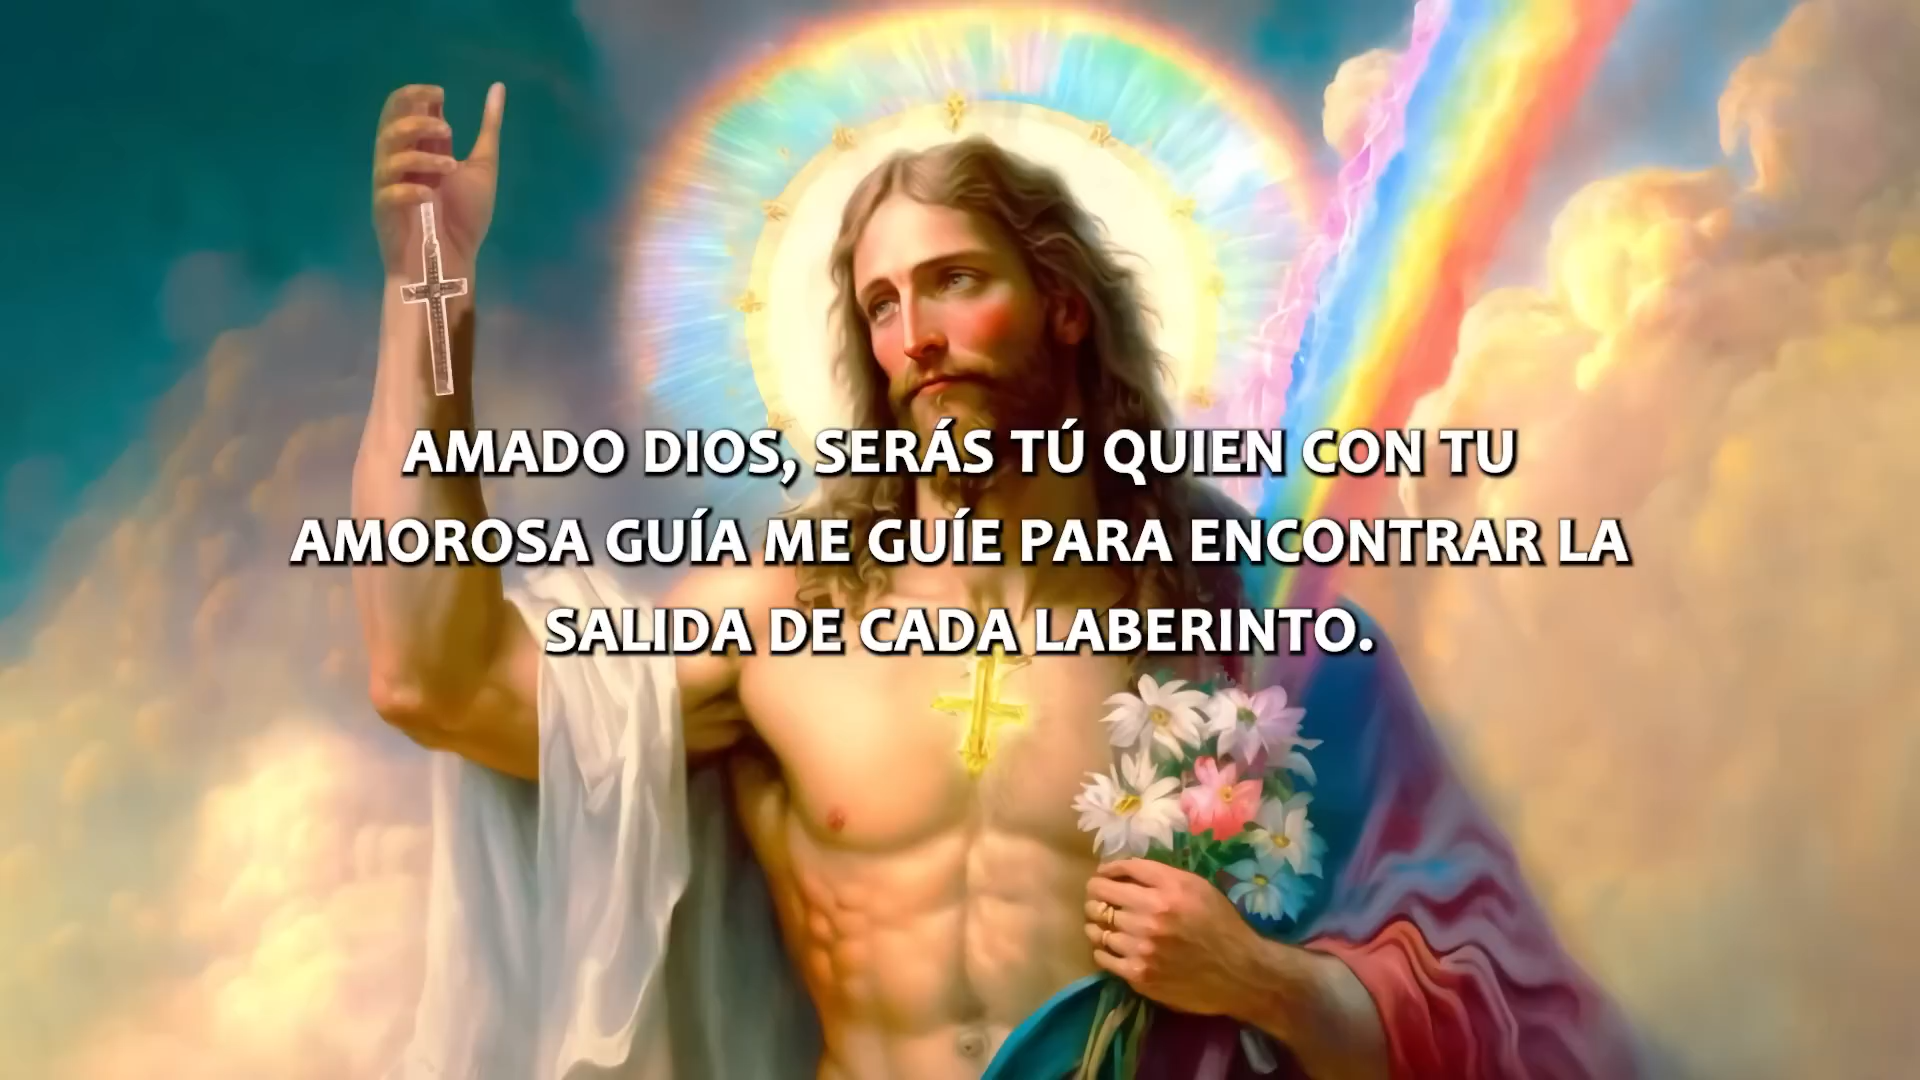 AMADO DIOS, SERÁS TÚ QUIEN CON TU
AMOROSA GUÍA ME GUÍE PARA ENCONTRAR LA
SALIDA DE CADA LABERINTO.